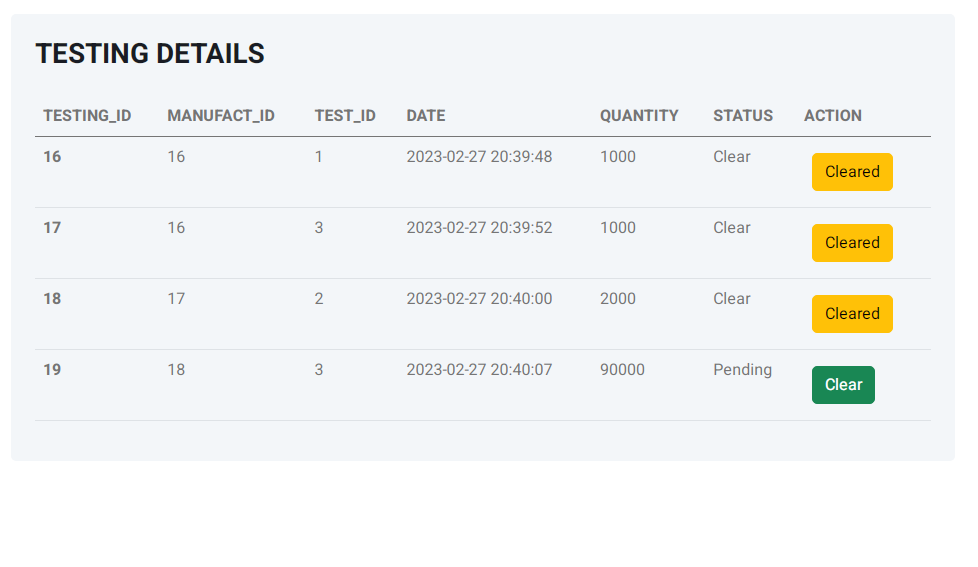 TESTING DETAILS
TESTING_ID MANUFACT_ID TEST_ID DATE QUANTITY STATUS ACTION
16 16 1 2023-02-27 20:39:48 1000 Clear Cleared
17 16 3 2023-02-27 20:39:52 1000 Clear Cleared
18 17 2 2023-02-27 20:40:00 2000 Clear Cleared
19 18 3 2023-02-27 20:40:07 90000 Pending Clear